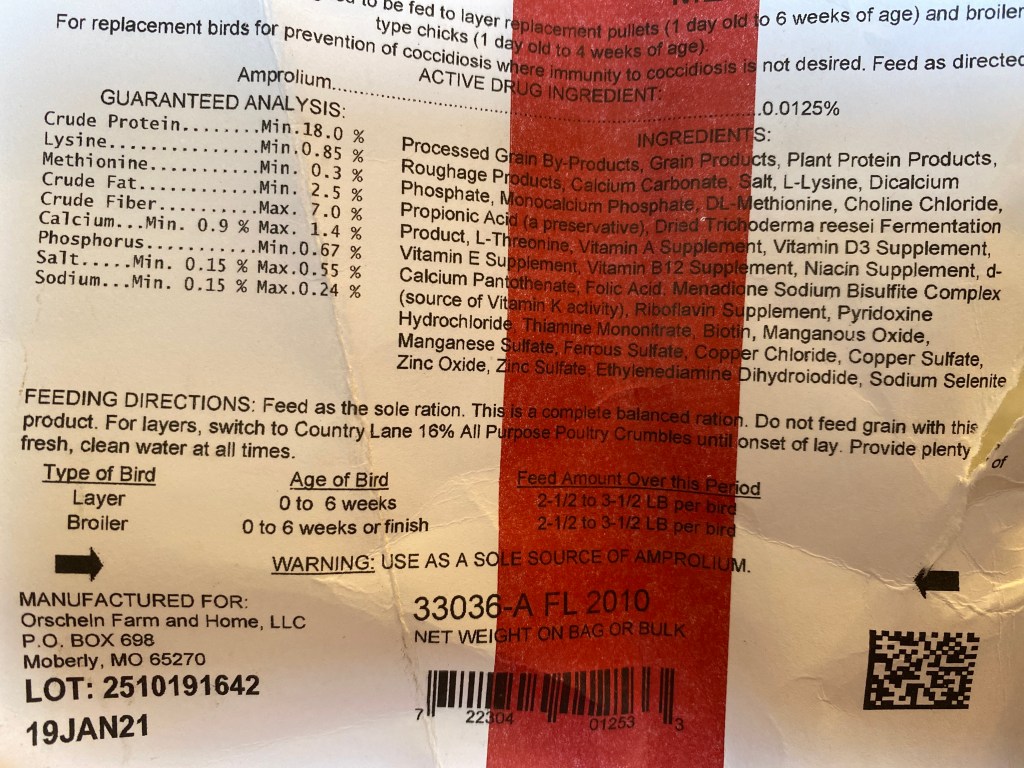 to be fed to layer replacement pullets (1 day old to 6 weeks of age) and broiler
type chicks (1 day old to 4 weeks of age).
For replacement birds for prevention of coccidiosis where immunity to coccidiosis is not desired. Feed as directed
ACTIVE DRUG INGREDIENT:
Amprolium..............................................................0.0125%
GUARANTEED ANALYSIS:
Crude Protein........Min.18.0 %
Lysine...............Min.0.85 %
Methionine...........Min. 0.3 %
Crude Fat............Min. 2.5 %
Crude Fiber..........Max. 7.0 %
Calcium...Min. 0.9 % Max. 1.4 %
Phosphorus...........Min.0.67 %
Salt.....Min. 0.15 % Max.0.55 %
Sodium...Min. 0.15 % Max.0.24 %
INGREDIENTS:
Processed Grain By-Products, Grain Products, Plant Protein Products,
Roughage Products, Calcium Carbonate, Salt, L-Lysine, Dicalcium
Phosphate, Monocalcium Phosphate, DL-Methionine, Choline Chloride,
Propionic Acid (a preservative), Dried Trichoderma reesei Fermentation
Product, L-Threonine, Vitamin A Supplement, Vitamin D3 Supplement,
Vitamin E Supplement, Vitamin B12 Supplement, Niacin Supplement, d-
Calcium Pantothenate, Folic Acid, Menadione Sodium Bisulfite Complex
(source of Vitamin K activity), Riboflavin Supplement, Pyridoxine
Hydrochloride, Thiamine Mononitrate, Biotin, Manganous Oxide,
Manganese Sulfate, Ferrous Sulfate, Copper Chloride, Copper Sulfate,
Zinc Oxide, Zinc Sulfate, Ethylenediamine Dihydroiodide, Sodium Selenite
FEEDING DIRECTIONS: Feed as the sole ration. This is a complete balanced ration. Do not feed grain with this
product. For layers, switch to Country Lane 16% All Purpose Poultry Crumbles until onset of lay. Provide plenty of
fresh, clean water at all times.
Type of Bird Age of Bird Feed Amount Over this Period
Layer 0 to 6 weeks 2-1/2 to 3-1/2 LB per bird
Broiler 0 to 6 weeks or finish 2-1/2 to 3-1/2 LB per bird
WARNING: USE AS A SOLE SOURCE OF AMPROLIUM.
MANUFACTURED FOR:
Orscheln Farm and Home, LLC
P.O. BOX 698
Moberly, MO 65270
LOT: 2510191642
19JAN21
33036-A FL 2010
NET WEIGHT ON BAG OR BULK
7 22304 01253 3